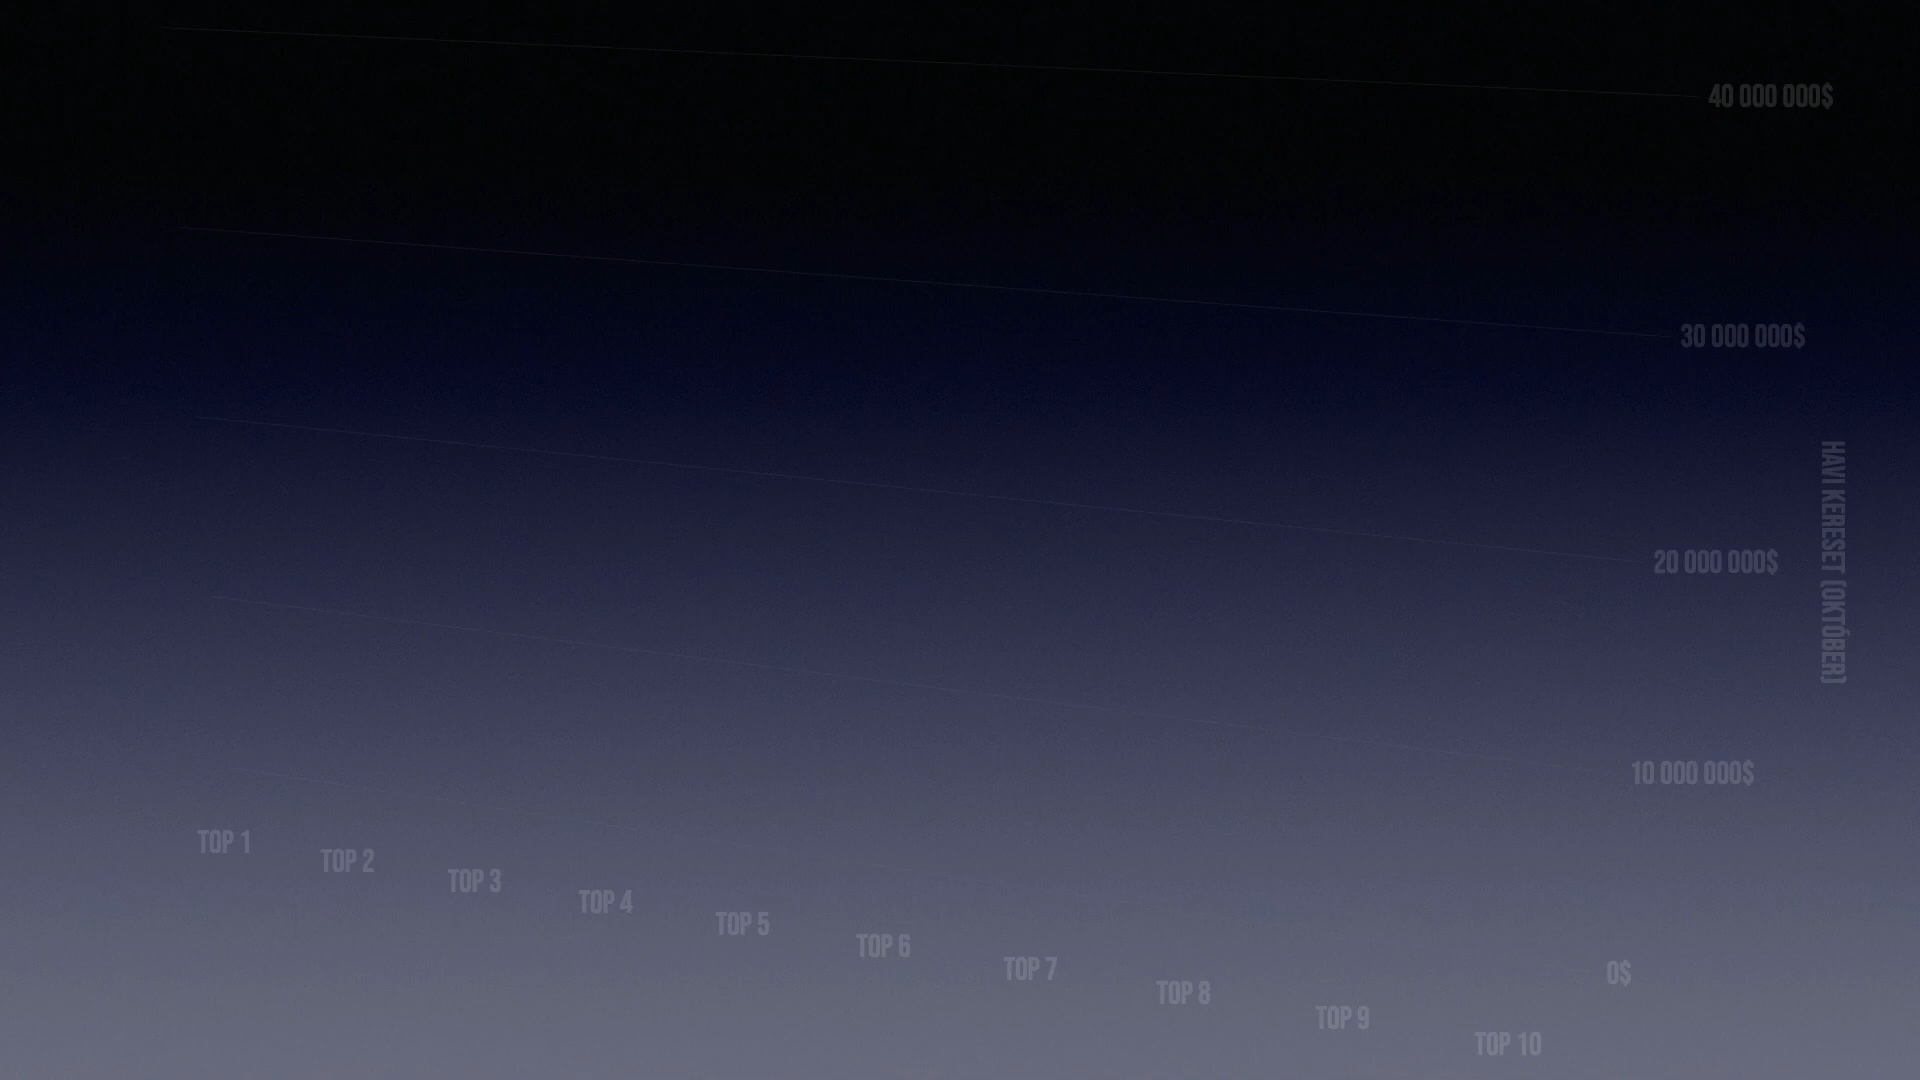 40 000 000$
30 000 000$
20 000 000$
10 000 000$
0$
HAVI KERESET (OKTÓBER)
TOP 1
TOP 2
TOP 3
TOP 4
TOP 5
TOP 6
TOP 7
TOP 8
TOP 9
TOP 10